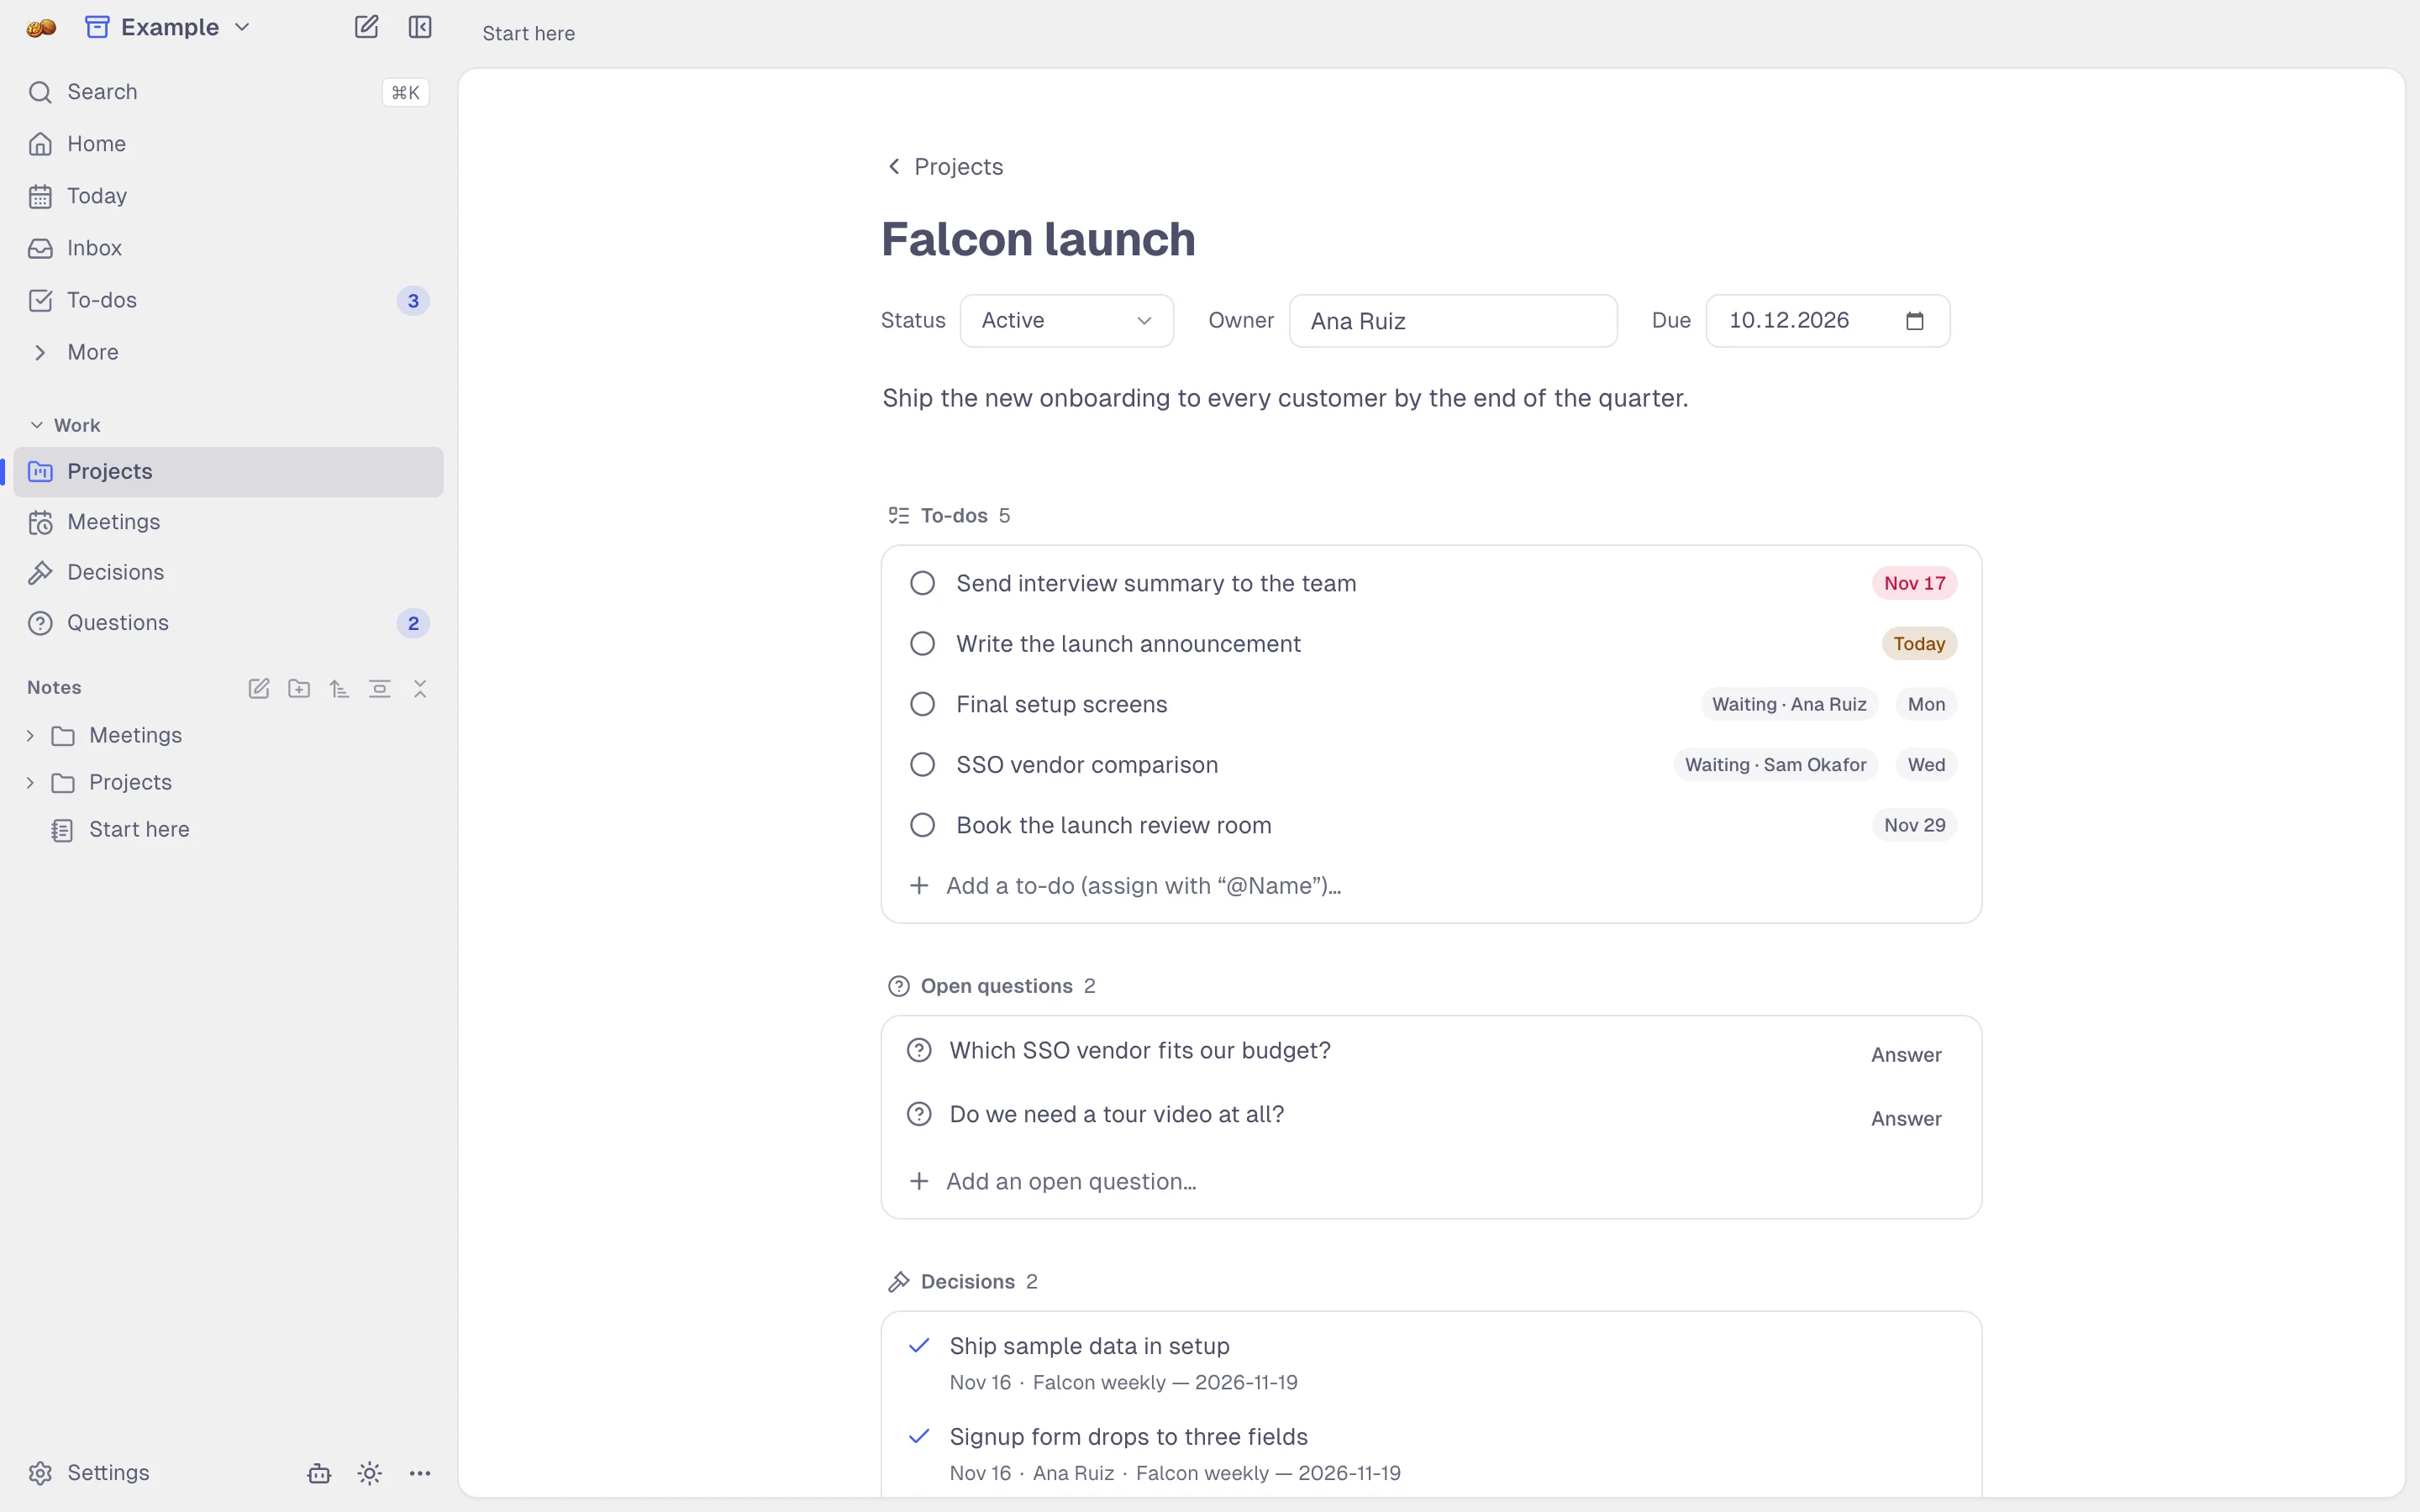 Example
Start here
Search
⌘K
Home
Today
Inbox
To-dos 3
More
Work
Projects
Meetings
Decisions
Questions 2
Notes
Meetings
Projects
Start here
Settings
Projects
Falcon launch
Status Active Owner Ana Ruiz Due 10.12.2026
Ship the new onboarding to every customer by the end of the quarter.
To-dos 5
Send interview summary to the team Nov 17
Write the launch announcement Today
Final setup screens Waiting · Ana Ruiz Mon
SSO vendor comparison Waiting · Sam Okafor Wed
Book the launch review room Nov 29
Add a to-do (assign with “@Name”)…
Open questions 2
Which SSO vendor fits our budget? Answer
Do we need a tour video at all? Answer
Add an open question…
Decisions 2
Ship sample data in setup
Nov 16 · Falcon weekly — 2026-11-19
Signup form drops to three fields
Nov 16 · Ana Ruiz · Falcon weekly — 2026-11-19